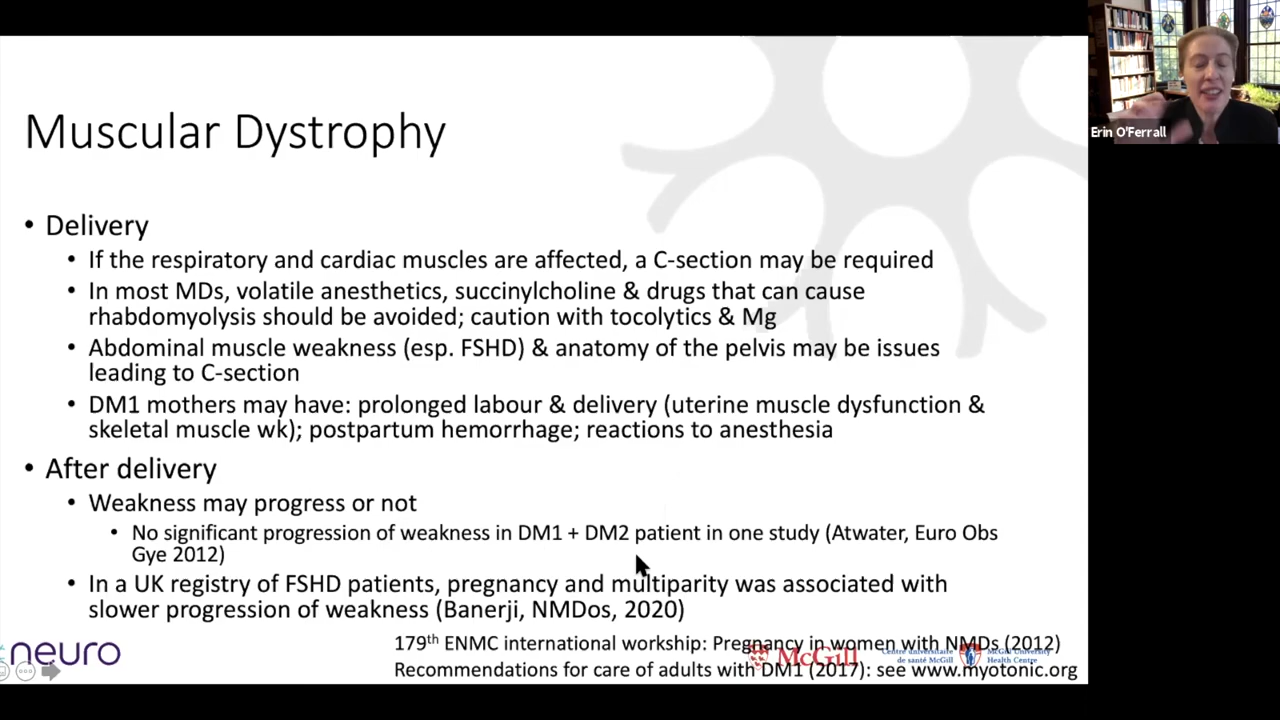 Erin O'Ferrall
Muscular Dystrophy
• Delivery
• If the respiratory and cardiac muscles are affected, a C-section may be required
• In most MDs, volatile anesthetics, succinylcholine & drugs that can cause
rhabdomyolysis should be avoided; caution with tocolytics & Mg
• Abdominal muscle weakness (esp. FSHD) & anatomy of the pelvis may be issues
leading to C-section
• DM1 mothers may have: prolonged labour & delivery (uterine muscle dysfunction &
skeletal muscle wk); postpartum hemorrhage; reactions to anesthesia
• After delivery
• Weakness may progress or not
• No significant progression of weakness in DM1 + DM2 patient in one study (Atwater, Euro Obs
Gye 2012)
• In a UK registry of FSHD patients, pregnancy and multiparity was associated with
slower progression of weakness (Banerji, NMDos, 2020)
neuro
179th ENMC international workship: Pregnancy in women with NMDs (2012)
McGill
Centre universitaire
de santé McGill
McGill University
Health Centre
Recommendations for care of adults with DM1 (2017): see www.myotonic.org